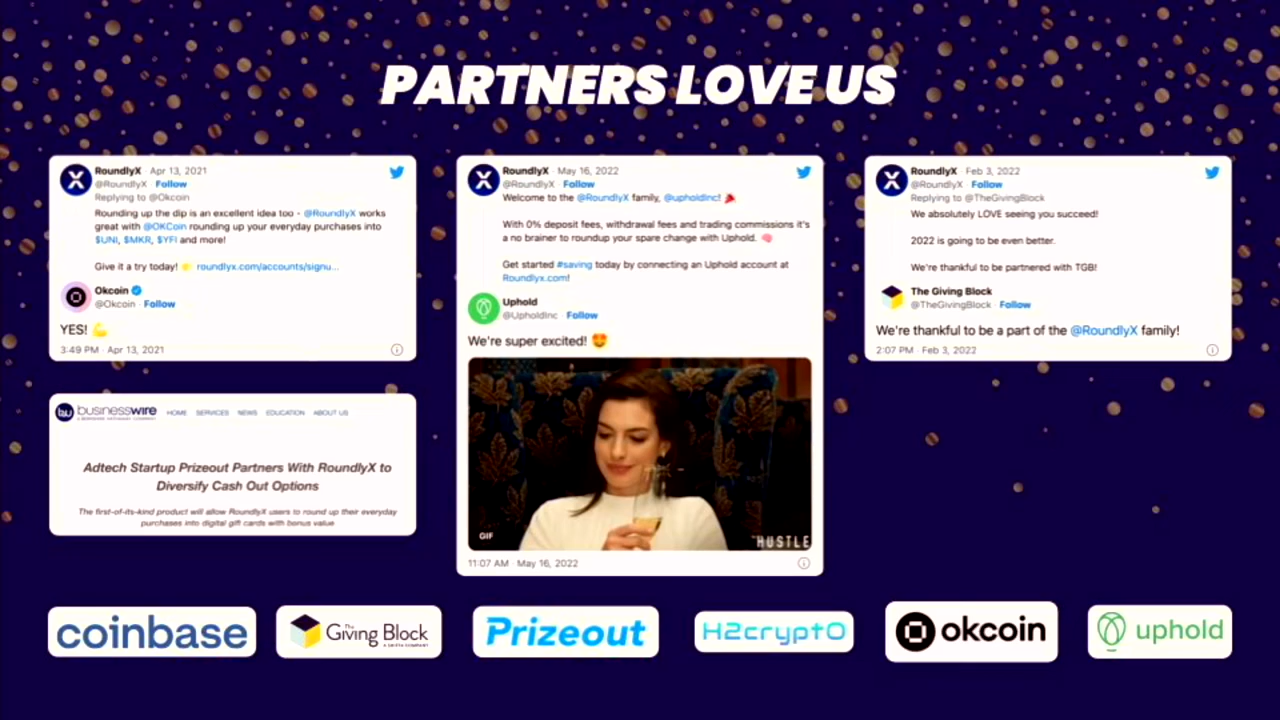 PARTNERS LOVE US
RoundlyX · Apr 13, 2021
@RoundlyX · Follow
Replying to @Okcoin
Rounding up the dip is an excellent idea too - @RoundlyX works
great with @OKCoin rounding up your everyday purchases into
$UNI, $MKR, $YFI and more!
Give it a try today! roundlyx.com/accounts/signu...
Okcoin
@Okcoin · Follow
YES!
3:49 PM · Apr 13, 2021
businesswire
A BERKSHIRE HATHAWAY COMPANY
HOME SERVICES NEWS EDUCATION ABOUT US
Adtech Startup Prizeout Partners With RoundlyX to
Diversify Cash Out Options
The first-of-its-kind product will allow RoundlyX users to round up their everyday
purchases into digital gift cards with bonus value
RoundlyX · May 16, 2022
@RoundlyX · Follow
Welcome to the @RoundlyX family, @upholdInc!
With 0% deposit fees, withdrawal fees and trading commissions it's
a no brainer to roundup your spare change with Uphold.
Get started #saving today by connecting an Uphold account at
Roundlyx.com!
Uphold
@UpholdInc · Follow
We're super excited!
GIF
THE HUSTLE
11:07 AM · May 16, 2022
RoundlyX · Feb 3, 2022
@RoundlyX · Follow
Replying to @TheGivingBlock
We absolutely LOVE seeing you succeed!
2022 is going to be even better.
We're thankful to be partnered with TGB!
The Giving Block
@TheGivingBlock · Follow
We're thankful to be a part of the @RoundlyX family!
2:07 PM · Feb 3, 2022
coinbase
The Giving Block
A SHIFT4 COMPANY
Prizeout
H2cryptO
okcoin
uphold